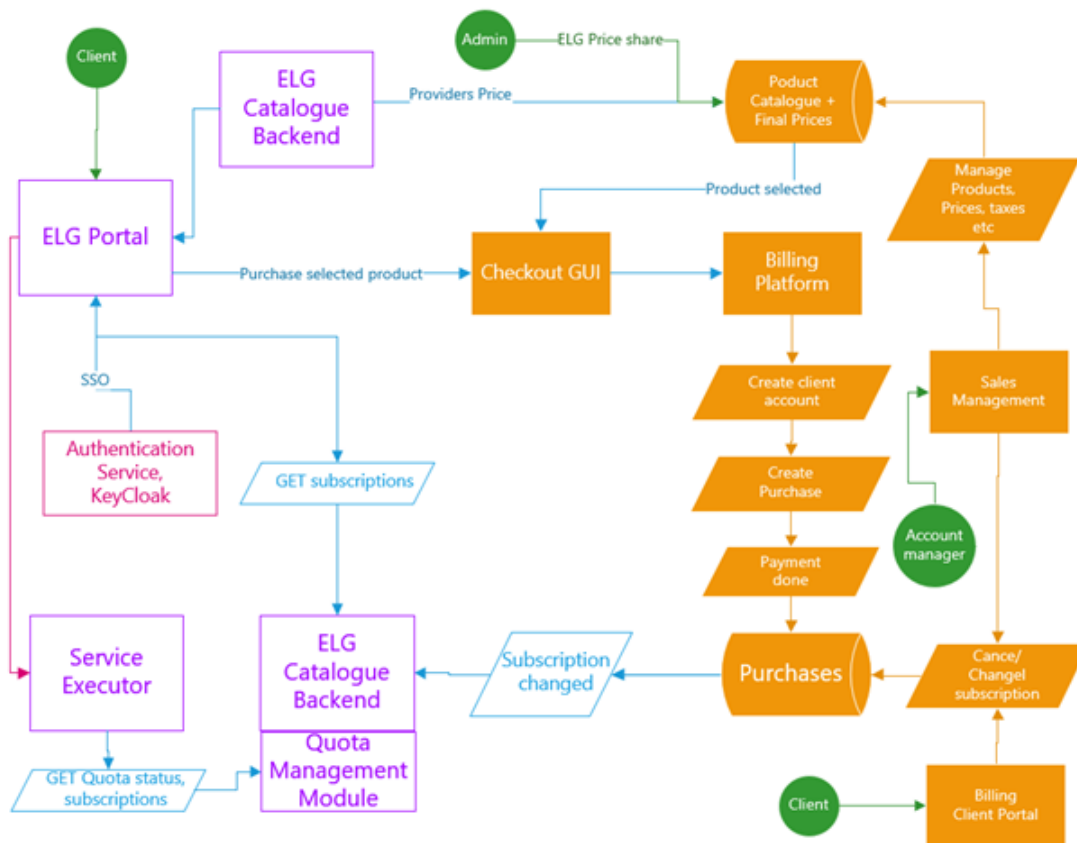 Client
Admin
ELG Price share
ELG
Catalogue
Backend
Providers Price
Poduct
Catalogue +
Final Prices
Manage
Products,
Prices, taxes
etc
Product selected
ELG Portal
Purchase selected product
Checkout GUI
Billing
Platform
SSO
Create client
account
Sales
Management
Authentication
Service,
KeyCloak
GET subscriptions
Create
Purchase
Account
manager
Payment
done
Service
Executor
ELG
Catalogue
Backend
Subscription
changed
Purchases
Cance/
Changel
subscription
GET Quota status,
subscriptions
Quota
Management
Module
Client
Billing
Client Portal